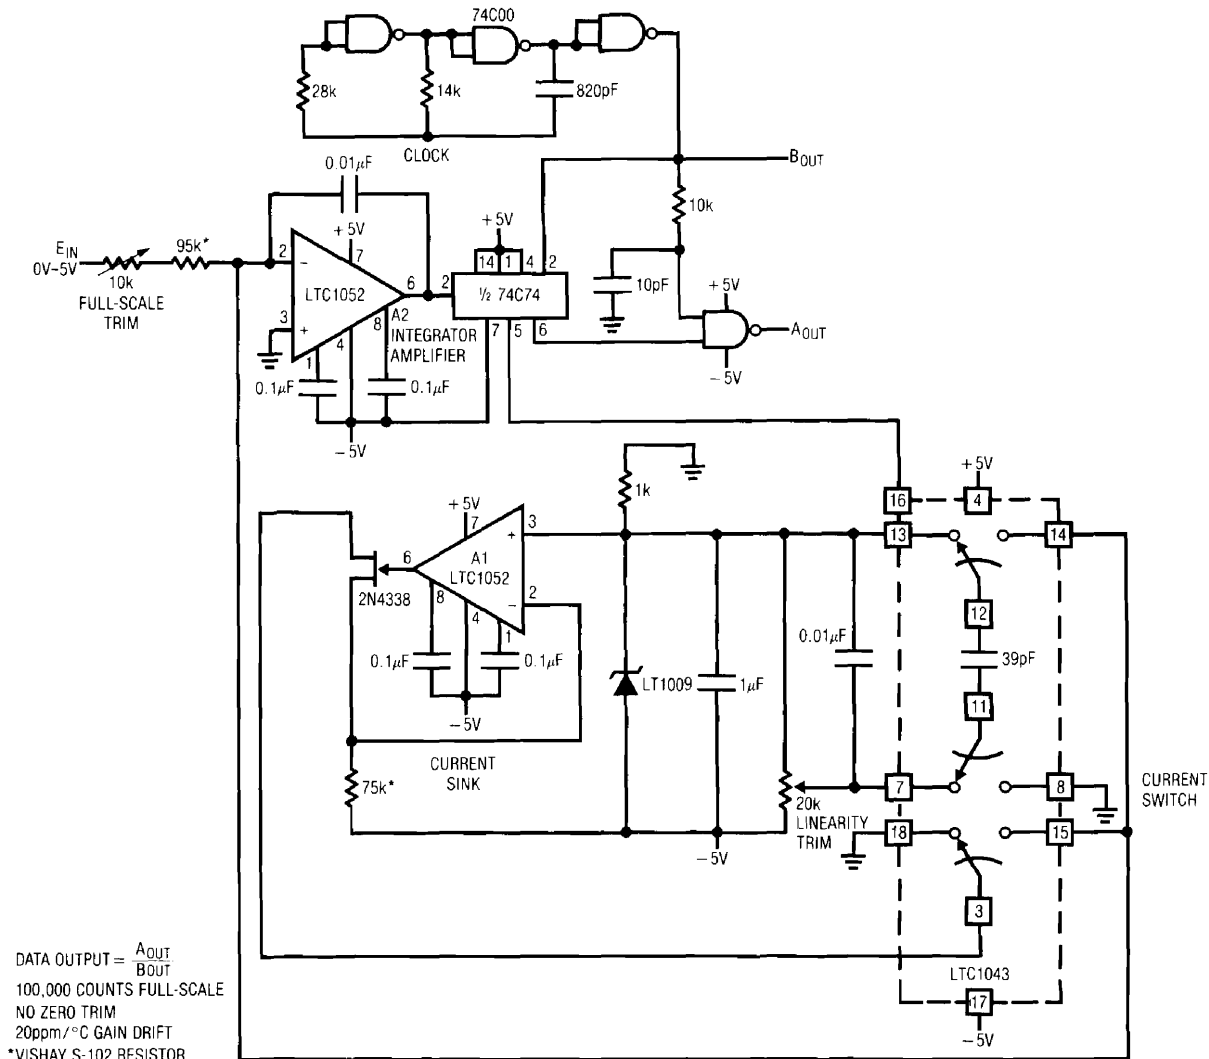 74C00
28k
14k
820pF
CLOCK
BOUT
0.01μF
+5V
10k
EIN
0V–5V
10k
FULL-SCALE
TRIM
95k*
2
–
7
LTC1052
6
3
+
A2
INTEGRATOR
AMPLIFIER
1
4
8
0.1μF
0.1μF
–5V
+5V
14
1
4
2
2
½ 74C74
7
5
6
10pF
+5V
AOUT
–5V
1k
+5V
7
3
+
6
A1
LTC1052
2
–
8
4
1
2N4338
0.1μF
0.1μF
–5V
CURRENT
SINK
75k*
LT1009
1μF
0.01μF
20k
LINEARITY
TRIM
–5V
+5V
16
4
13
14
12
39pF
11
7
8
18
15
3
CURRENT
SWITCH
LTC1043
17
–5V
DATA OUTPUT = AOUT
BOUT
100,000 COUNTS FULL-SCALE
NO ZERO TRIM
20ppm/°C GAIN DRIFT
*VISHAY S-102 RESISTOR